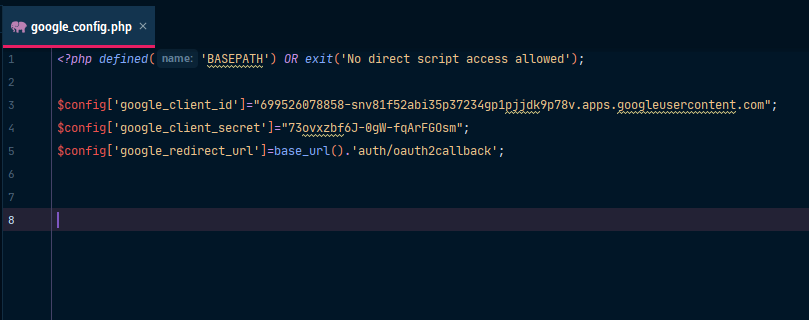 google_config.php ×
1 <?php defined( name: 'BASEPATH') OR exit('No direct script access allowed');
2
3 $config['google_client_id']="699526078858-snv81f52abi35p37234gp1pjjdk9p78v.apps.googleusercontent.com";
4 $config['google_client_secret']="73ovxzbf6J-0gW-fqArFGOsm";
5 $config['google_redirect_url']=base_url().'auth/oauth2callback';
6
7
8